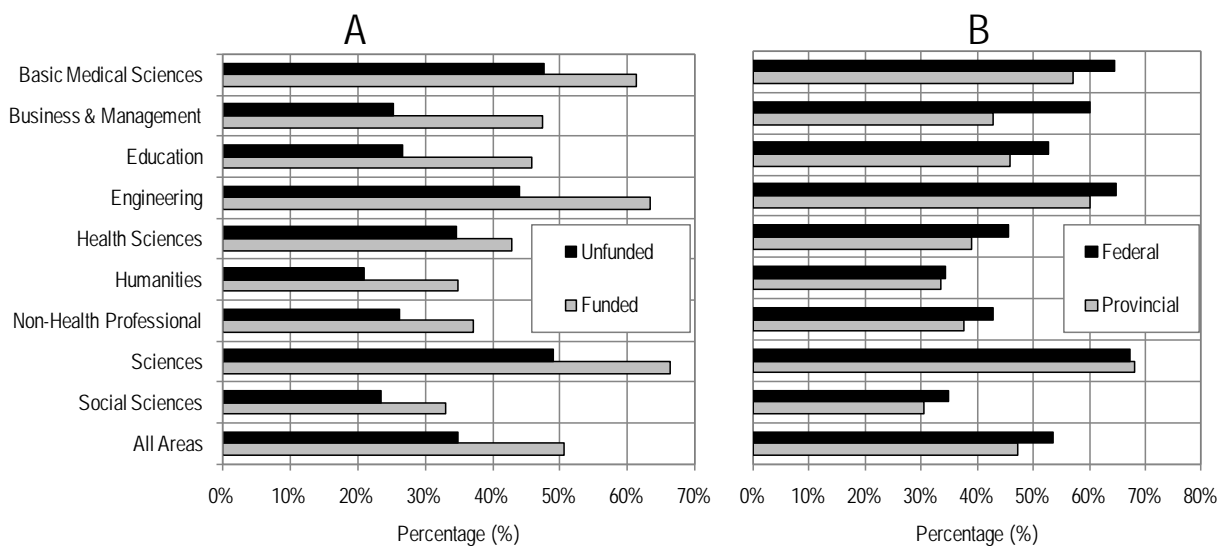 A
B
Basic Medical Sciences
Business & Management
Education
Engineering
Health Sciences
Humanities
Non-Health Professional
Sciences
Social Sciences
All Areas
Unfunded
Funded
Federal
Provincial
0% 10% 20% 30% 40% 50% 60% 70%
0% 10% 20% 30% 40% 50% 60% 70% 80%
Percentage (%)
Percentage (%)